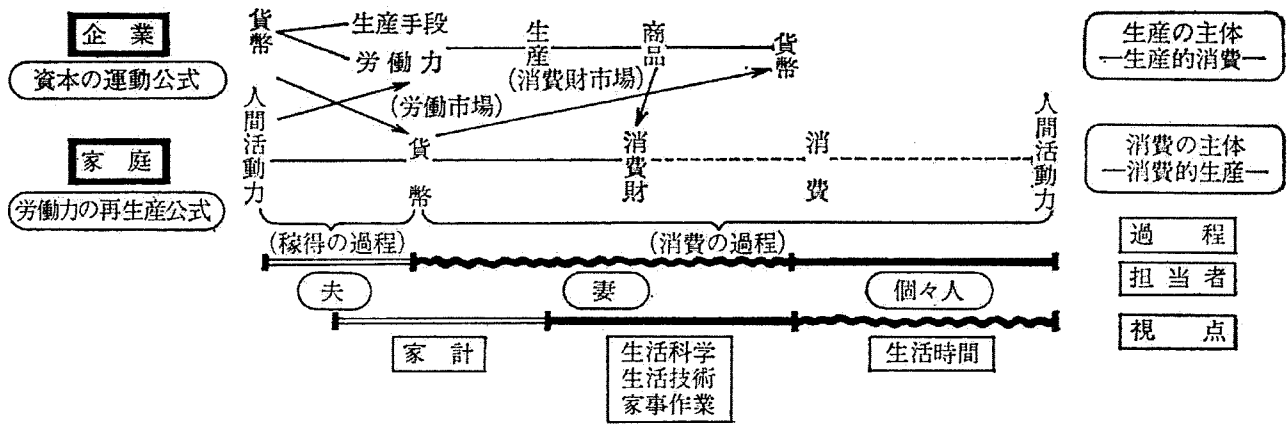 企業
資本の運動公式
貨幣
生産手段
労働力
生産
商品
貨幣
(消費財市場)
(労働市場)
生産の主体
―生産的消費―
家庭
労働力の再生産公式
人間活動力
貨幣
消費財
消費
人間活動力
消費の主体
―消費的生産―
(稼得の過程)
(消費の過程)
過程
夫
妻
個々人
担当者
家計
生活科学
生活技術
家事作業
生活時間
視点